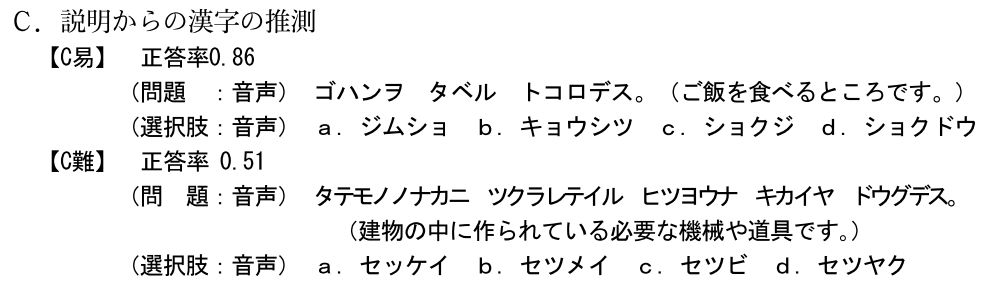 Ｃ．説明からの漢字の推測
【C易】　正答率0.86
（問題　：音声）　ゴハンヲ　タベル　トコロデス。（ご飯を食べるところです。）
（選択肢：音声）　ａ．ジムショ　ｂ．キョウシツ　ｃ．ショクジ　ｄ．ショクドウ
【C難】　正答率 0.51
（問　題：音声）　タテモノノナカニ　ツクラレテイル　ヒツヨウナ　キカイヤ　ドウグデス。
（建物の中に作られている必要な機械や道具です。）
（選択肢：音声）　ａ．セッケイ　ｂ．セツメイ　ｃ．セツビ　ｄ．セツヤク